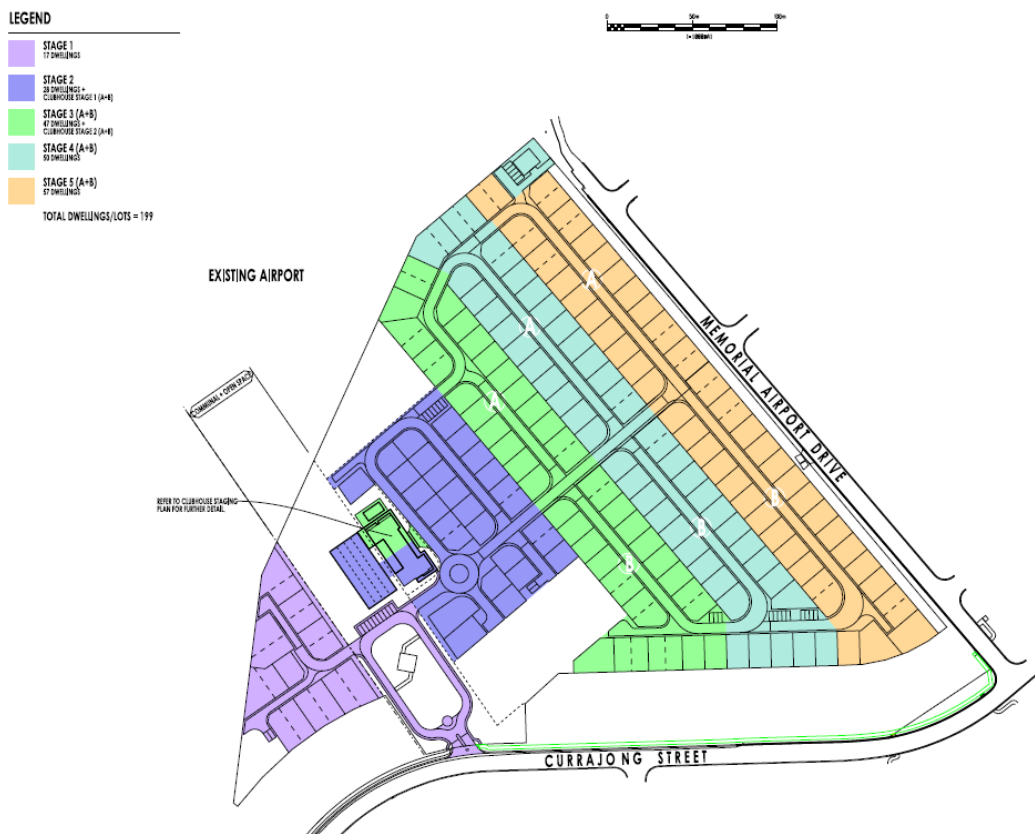 LEGEND
STAGE 1
17 DWELLINGS
STAGE 2
28 DWELLINGS +
CLUBHOUSE STAGE 1 (A+B)
STAGE 3 (A+B)
47 DWELLINGS +
CLUBHOUSE STAGE 2 (A+B)
STAGE 4 (A+B)
50 DWELLINGS
STAGE 5 (A+B)
57 DWELLINGS
TOTAL DWELLINGS/LOTS = 199
0 50m 100m
EXISTING AIRPORT
COMMUNAL + OPEN SPACE
REFER TO CLUBHOUSE STAGING
PLAN FOR FURTHER DETAIL.
A
A
A
B
B
B
MEMORIAL AIRPORT DRIVE
CURRAJONG STREET